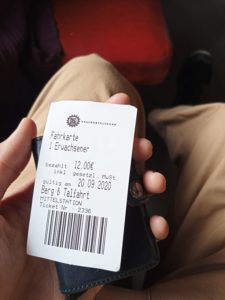 Fahrkarte
1 Erwachsener
bezahlt 12.00€
inkl. gesetzl. MwSt
gültig am 20.09.2020
Berg & Talfahrt
MITTELSTATION
Ticket Nr 2336